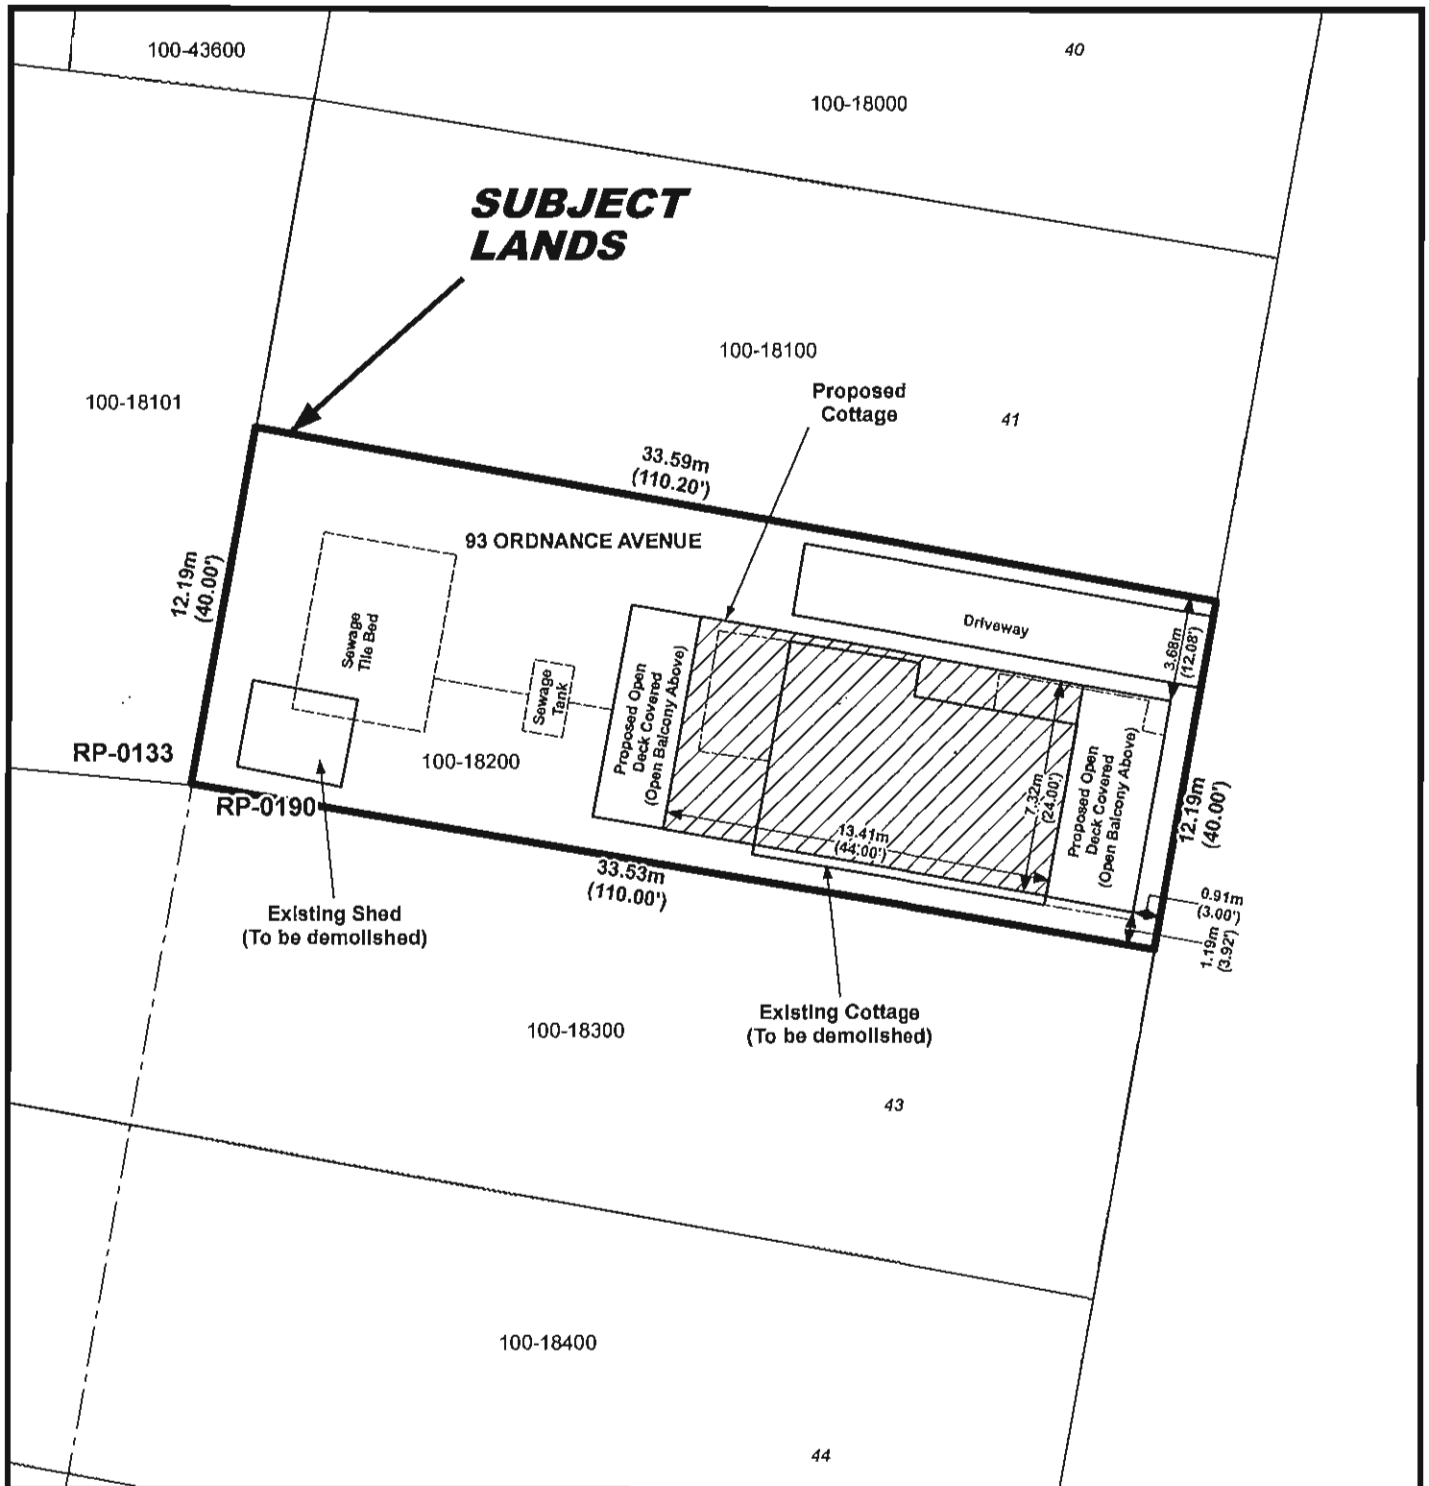 100-43600
40
100-18000
SUBJECT
LANDS
100-18100
100-18101
Proposed
Cottage
41
33.59m
(110.20')
93 ORDNANCE AVENUE
12.19m
(40.00')
Sewage
Tile Bed
Driveway
3.68m
(12.08')
Sewage
Tank
Proposed Open
Deck Covered
(Open Balcony Above)
RP-0133
100-18200
RP-0190
7.32m
(24.00')
13.41m
(44.00')
Proposed Open
Deck Covered
(Open Balcony Above)
12.19m
(40.00')
33.53m
(110.00')
0.91m
(3.00')
1.19m
(3.92')
Existing Shed
(To be demolished)
Existing Cottage
(To be demolished)
100-18300
43
100-18400
44